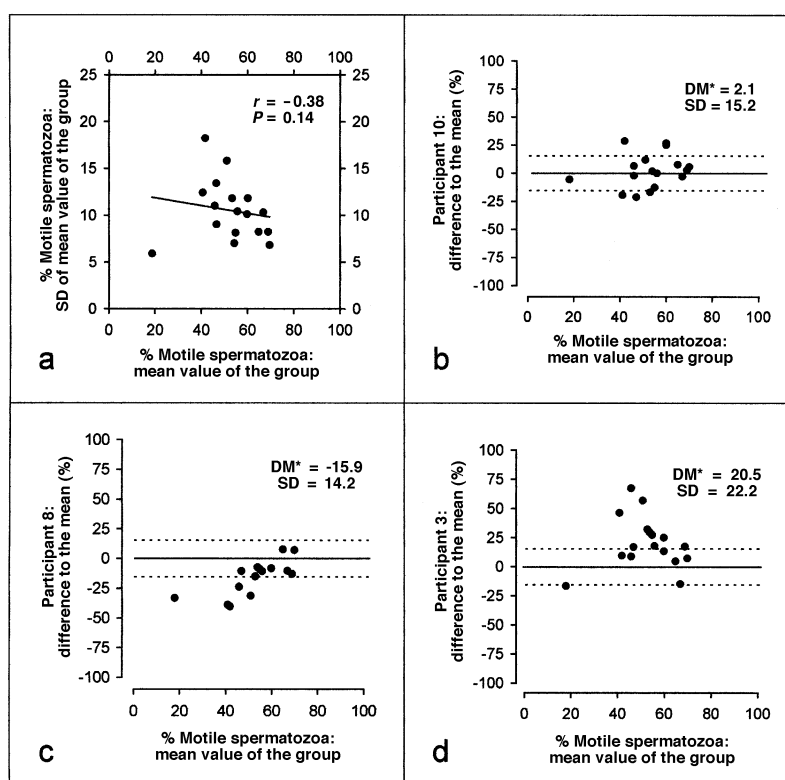 0 20 40 60 80 100
25 25
20 20
15 15
10 10
5 5
0 0
0 20 40 60 80 100
r = -0.38
P = 0.14
% Motile spermatozoa:
SD of mean value of the group
% Motile spermatozoa:
mean value of the group
a
100
75
50
25
0
-25
-50
-75
-100
DM* = 2.1
SD = 15.2
Participant 10:
difference to the mean (%)
0 20 40 60 80 100
% Motile spermatozoa:
mean value of the group
b
100
75
50
25
0
-25
-50
-75
-100
DM* = -15.9
SD = 14.2
Participant 8:
difference to the mean (%)
0 20 40 60 80 100
% Motile spermatozoa:
mean value of the group
c
100
75
50
25
0
-25
-50
-75
-100
DM* = 20.5
SD = 22.2
Participant 3:
difference to the mean (%)
0 20 40 60 80 100
% Motile spermatozoa:
mean value of the group
d